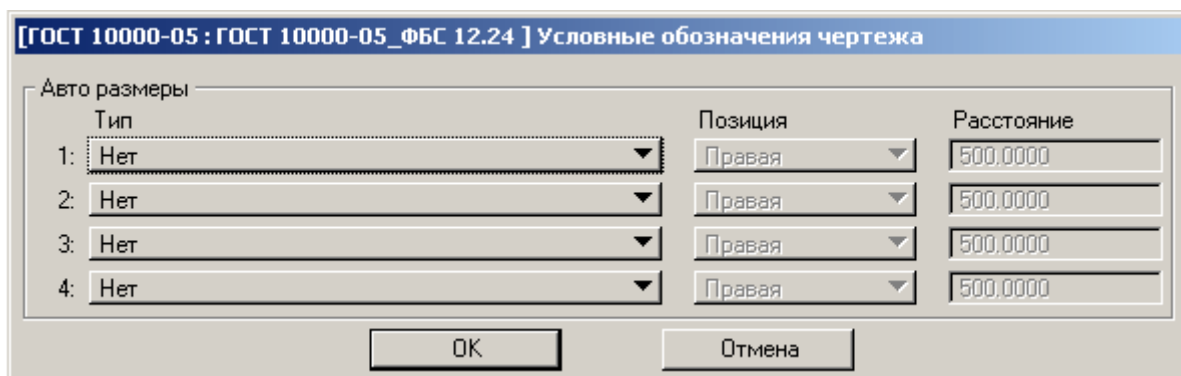 [ГОСТ 10000-05 : ГОСТ 10000-05_ФБС 12.24 ] Условные обозначения чертежа
Авто размеры
Тип Позиция Расстояние
1: Нет Правая 500.0000
2: Нет Правая 500.0000
3: Нет Правая 500.0000
4: Нет Правая 500.0000
OK Отмена